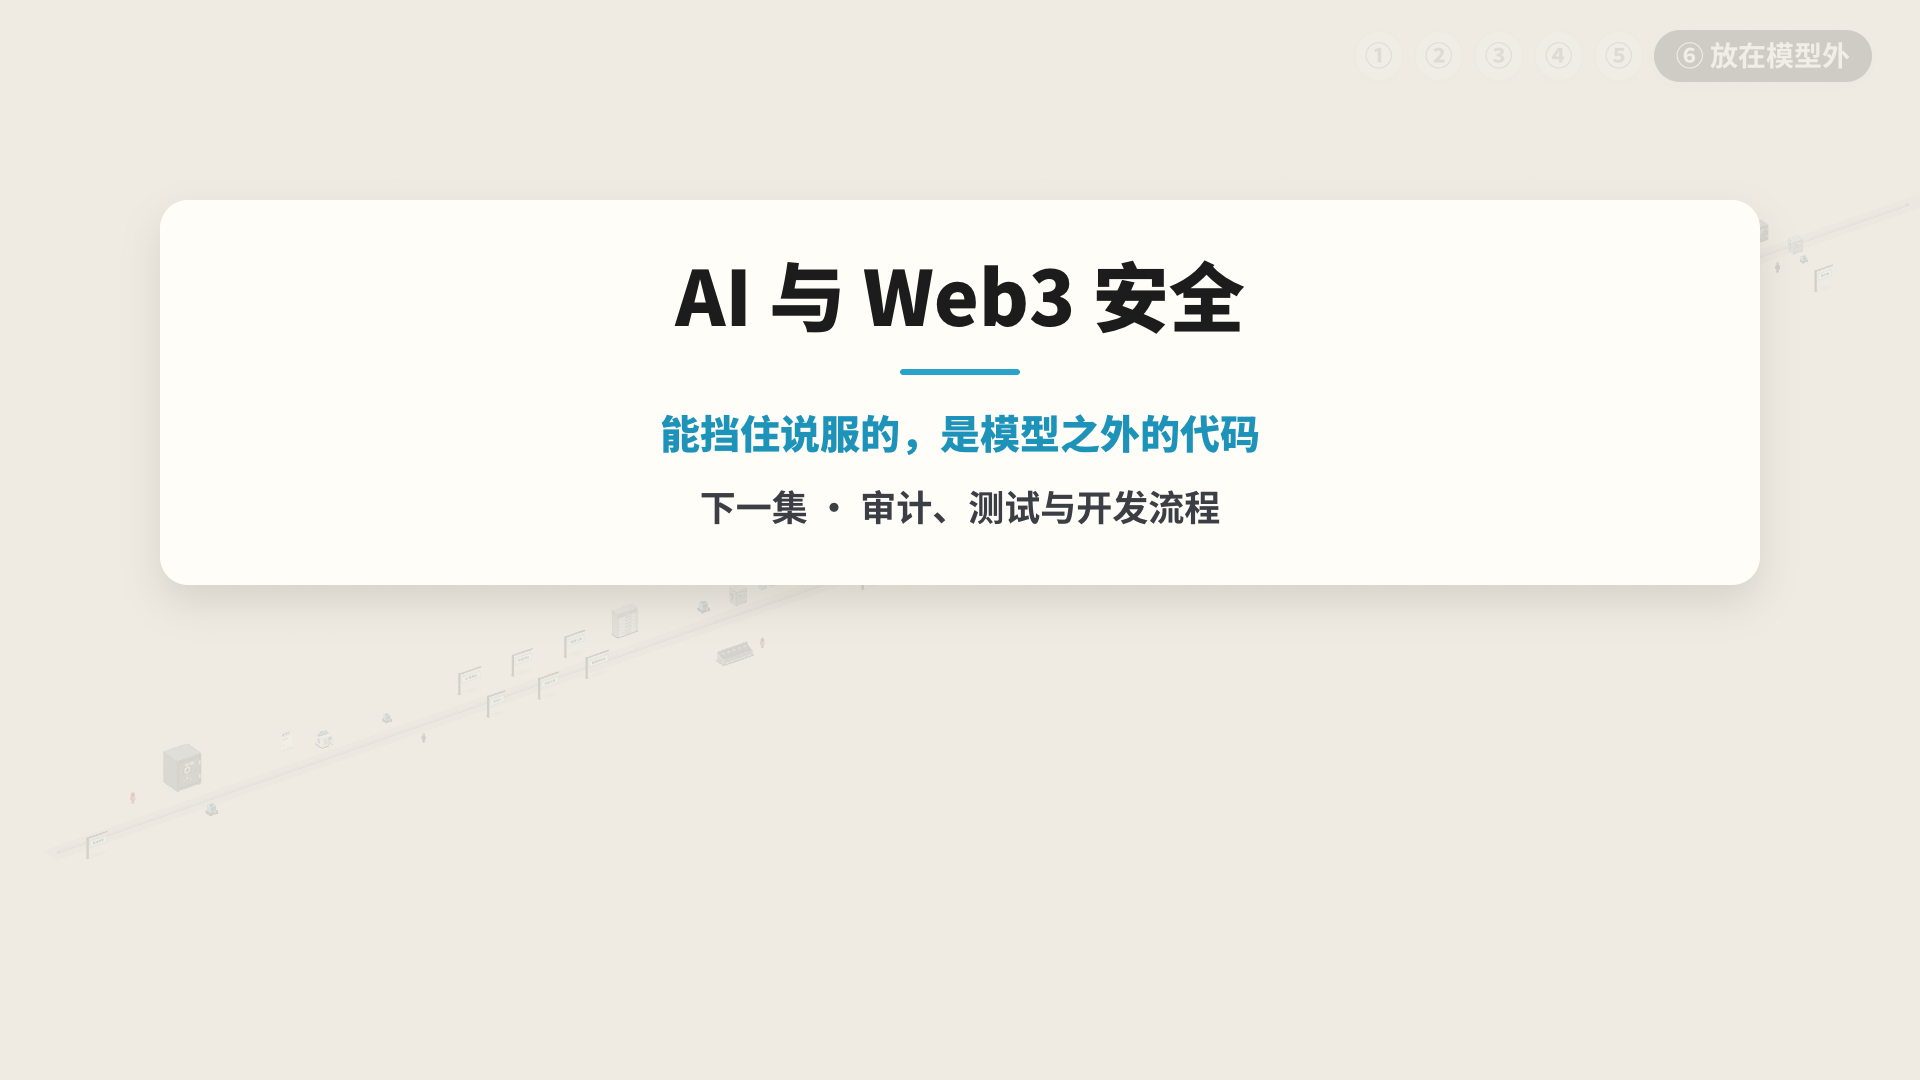 ① ② ③ ④ ⑤ ⑥ 放在模型外
AI 与 Web3 安全
能挡住说服的，是模型之外的代码
下一集 · 审计、测试与开发流程